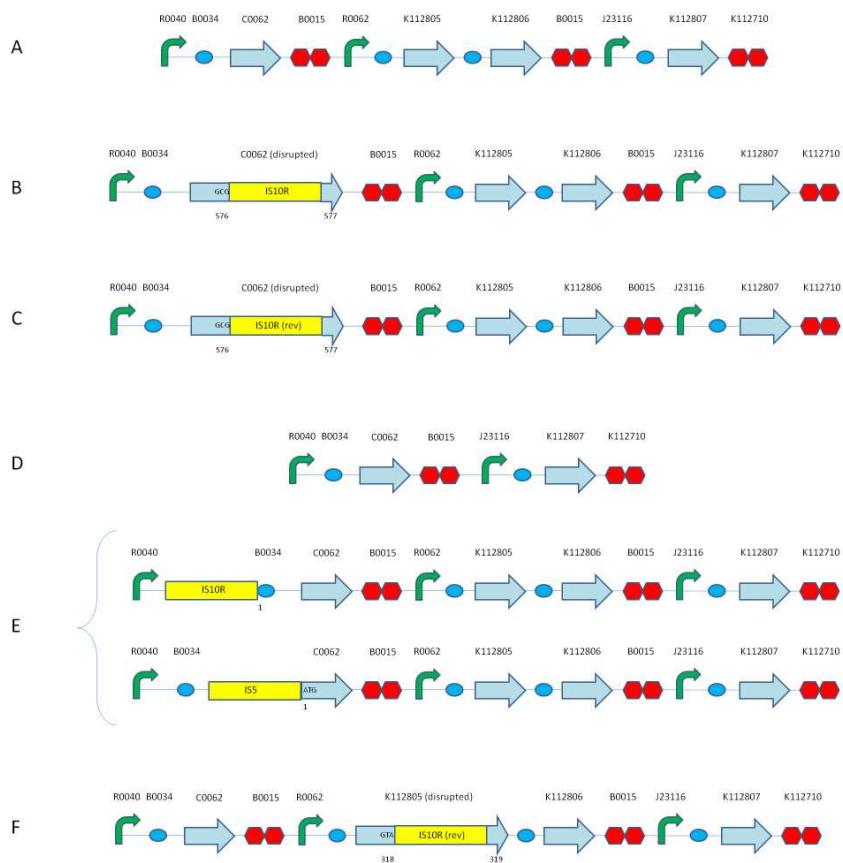 R0040 B0034 C0062 B0015 R0062 K112805 K112806 B0015 J23116 K112807 K112710
A
R0040 B0034 C0062 (disrupted) B0015 R0062 K112805 K112806 B0015 J23116 K112807 K112710
B GCG IS10R
576 577
R0040 B0034 C0062 (disrupted) B0015 R0062 K112805 K112806 B0015 J23116 K112807 K112710
C GCG IS10R (rev)
576 577
R0040 B0034 C0062 B0015 J23116 K112807 K112710
D
R0040 B0034 C0062 B0015 R0062 K112805 K112806 B0015 J23116 K112807 K112710
IS10R
1
E
R0040 B0034 C0062 B0015 R0062 K112805 K112806 B0015 J23116 K112807 K112710
IS5 ATG
1
R0040 B0034 C0062 B0015 R0062 K112805 (disrupted) K112806 B0015 J23116 K112807 K112710
F GTA IS10R (rev)
318 319